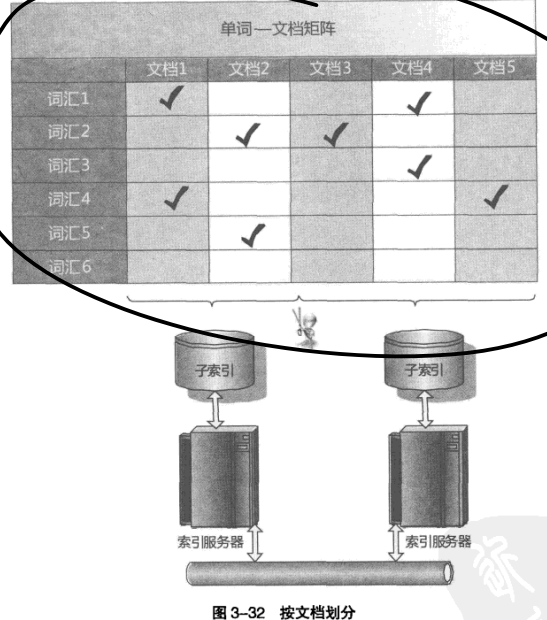 单词—文档矩阵
文档1 文档2 文档3 文档4 文档5
词汇1
词汇2
词汇3
词汇4
词汇5
词汇6
子索引 子索引
索引服务器 索引服务器
图 3-32 按文档划分